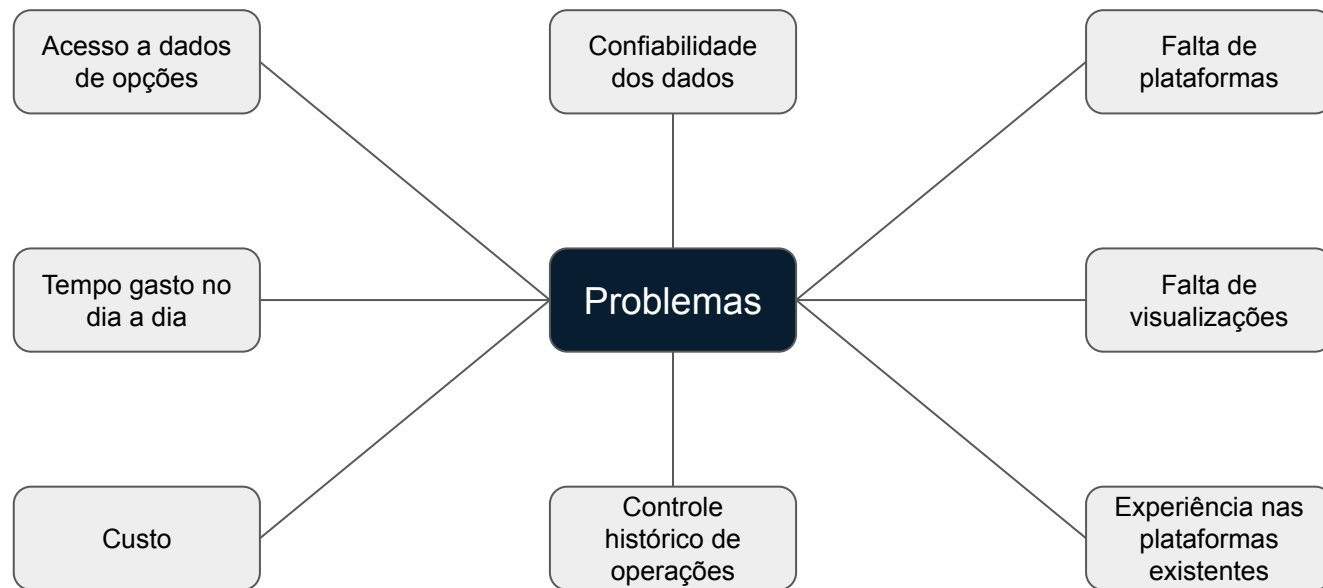 Acesso a dados
de opções
Confiabilidade
dos dados
Falta de
plataformas
Tempo gasto no
dia a dia
Problemas
Falta de
visualizações
Custo
Controle
histórico de
operações
Experiência nas
plataformas
existentes